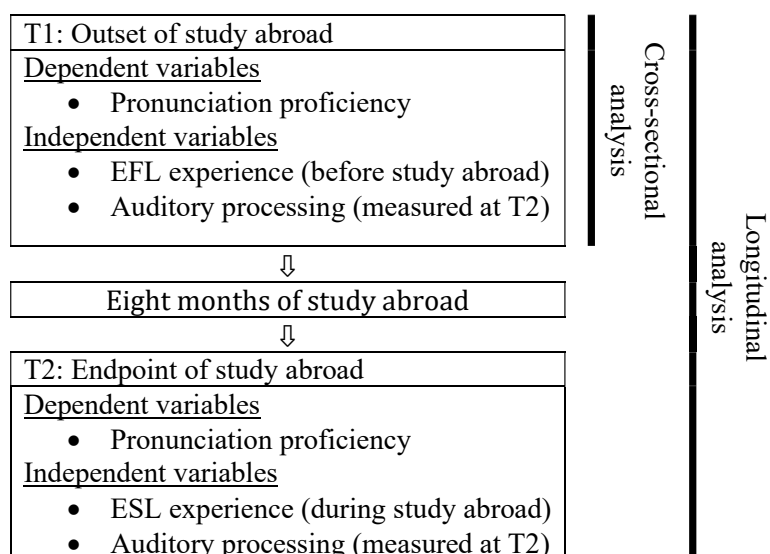 T1: Outset of study abroad
Dependent variables
• Pronunciation proficiency
Independent variables
• EFL experience (before study abroad)
• Auditory processing (measured at T2)
⇩
Eight months of study abroad
⇩
T2: Endpoint of study abroad
Dependent variables
• Pronunciation proficiency
Independent variables
• ESL experience (during study abroad)
• Auditory processing (measured at T2)
Cross-sectional
analysis
Longitudinal
analysis